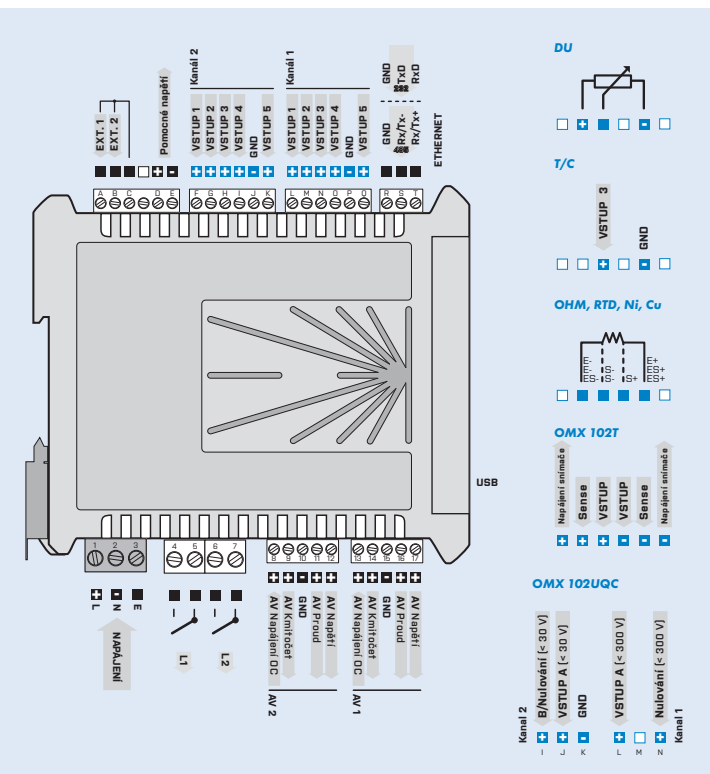 Kanál 2
Kanál 1
EXT. 1
EXT. 2
Pomocné napětí
VSTUP 1
VSTUP 2
VSTUP 3
VSTUP 4
GND
VSTUP 5
VSTUP 1
VSTUP 2
VSTUP 3
VSTUP 4
GND
VSTUP 5
GND
TxD
RxD
232
GND
Rx/Tx-
Rx/Tx+
485
ETHERNET
+ -
+ + + + - +
+ + + + - +
A B C D E
F G H I J K
L M N O P Q
R S T
USB
1 2 3
4 5 6 7
8 9 10 11 12
13 14 15 16 17
+ -
L
N
E
NAPÁJENÍ
L1
L2
+ + - + +
+ + - + +
AV Napájení OC
AV Kmitočet
GND
AV Proud
AV Napětí
AV 2
AV Napájení OC
AV Kmitočet
GND
AV Proud
AV Napětí
AV 1
DU
+ -
T/C
VSTUP 3
GND
+ -
OHM, RTD, Ni, Cu
E- E+
E- S- ES+
ES- S- S+ ES+
OMX 102T
Napájení snímače
Sense
VSTUP
VSTUP
Sense
Napájení snímače
+ + + - - -
OMX 102UQC
Kanal 2
B/Nulování (< 30 V)
VSTUP A (< 30 V)
GND
VSTUP A (< 300 V)
Nulování (< 300 V)
Kanal 1
+ + - + +
I J K L M N